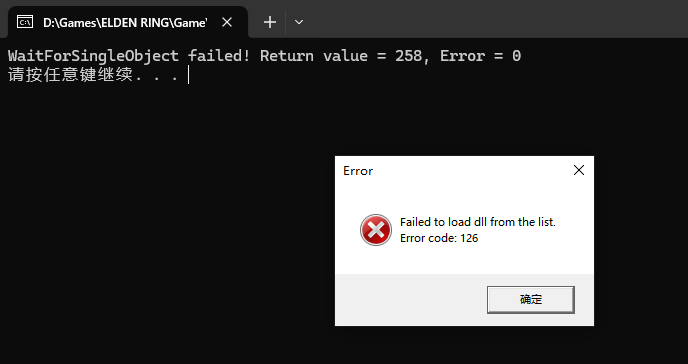 D:\Games\ELDEN RING\Game\
WaitForSingleObject failed! Return value = 258, Error = 0
请按任意键继续. . .
Error
Failed to load dll from the list.
Error code: 126
确定